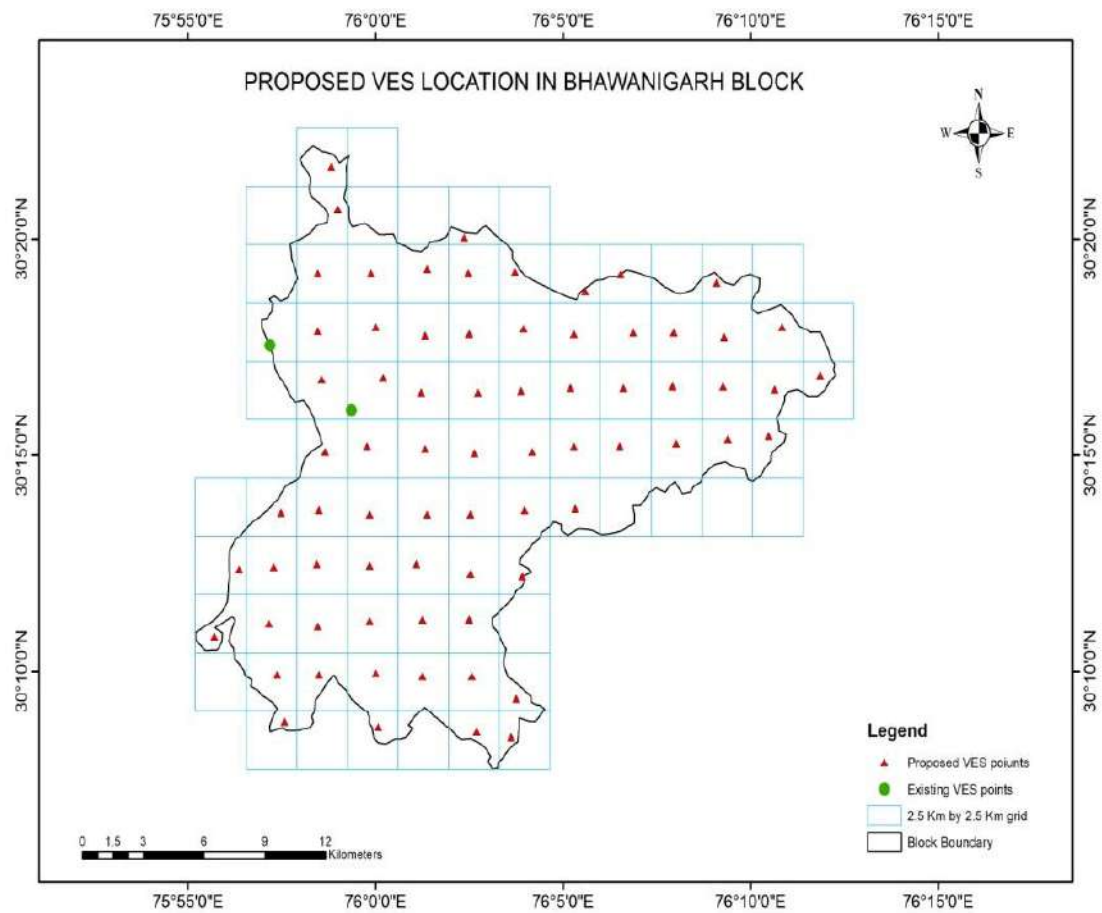 75°55'0"E 76°0'0"E 76°5'0"E 76°10'0"E 76°15'0"E
PROPOSED VES LOCATION IN BHAWANIGARH BLOCK
N
W E
S
30°20'0"N 30°20'0"N
30°15'0"N 30°15'0"N
30°10'0"N 30°10'0"N
Legend
Proposed VES poiunts
Existing VES points
2.5 Km by 2.5 Km grid
Block Boundary
0 1.5 3 6 9 12
Kilometers
75°55'0"E 76°0'0"E 76°5'0"E 76°10'0"E 76°15'0"E